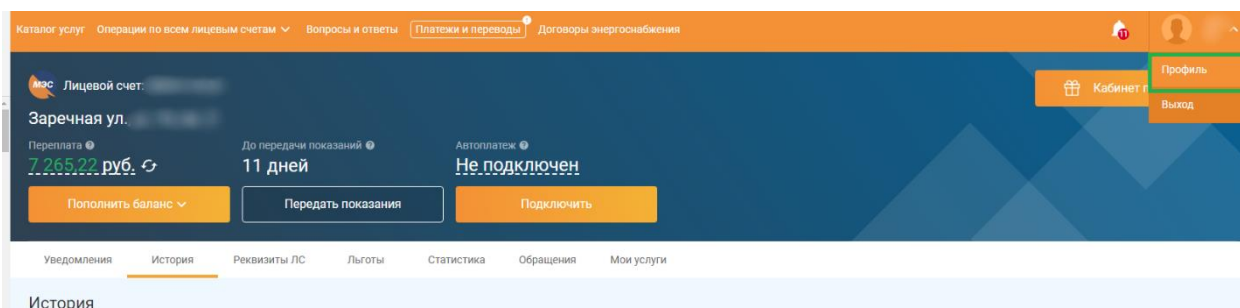 Каталог услуг Операции по всем лицевым счетам Вопросы и ответы Платежи и переводы Договоры энергоснабжения 11
Профиль
Выход
мэс Лицевой счет:
Кабинет
Заречная ул.
Переплата До передачи показаний Автоплатеж
7 265,22 руб. 11 дней Не подключен
Пополнить баланс Передать показания Подключить
Уведомления История Реквизиты ЛС Льготы Статистика Обращения Мои услуги
История